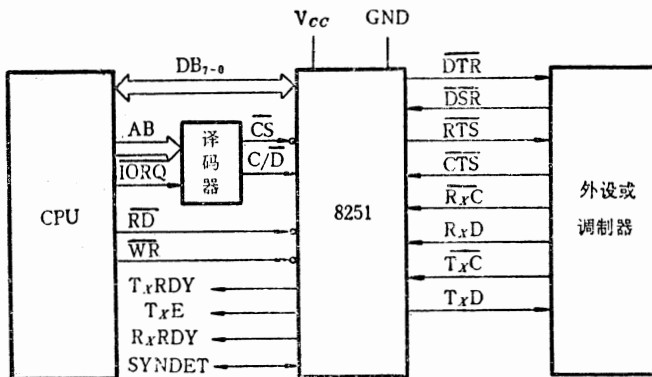 V_CC GND
DB₇₋₀
AB
IORQ
译码器
CS
C/D
CPU
RD
WR
TxRDY
TxE
RxRDY
SYNDET
8251
DTR
DSR
RTS
CTS
RxC
RxD
TxC
TxD
外设或
调制器